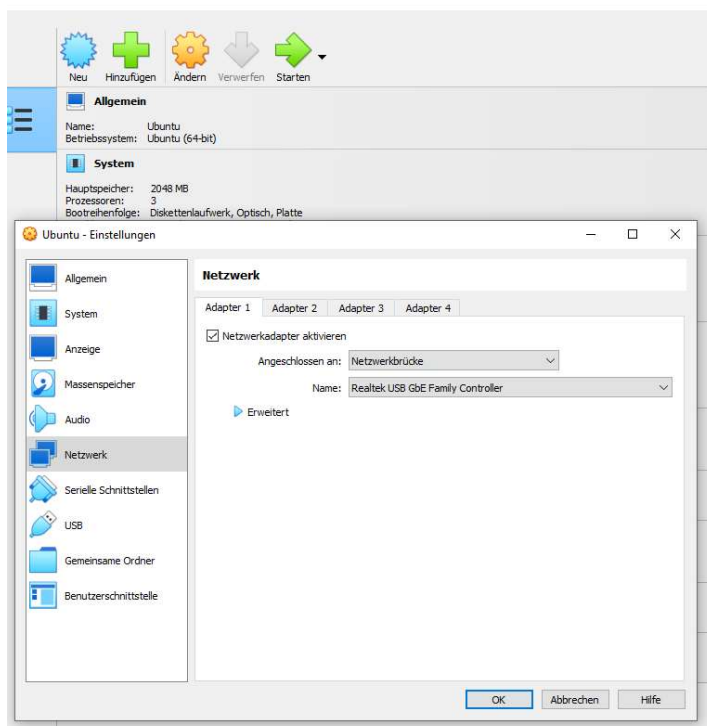 Neu Hinzufügen Ändern Verwerfen Starten
Allgemein
Name: Ubuntu
Betriebssystem: Ubuntu (64-bit)
System
Hauptspeicher: 2048 MB
Prozessoren: 3
Bootreihenfolge: Diskettenlaufwerk, Optisch, Platte
Ubuntu - Einstellungen
Allgemein
System
Anzeige
Massenspeicher
Audio
Netzwerk
Serielle Schnittstellen
USB
Gemeinsame Ordner
Benutzerschnittstelle
Netzwerk
Adapter 1 Adapter 2 Adapter 3 Adapter 4
Netzwerkadapter aktivieren
Angeschlossen an: Netzwerkbrücke
Name: Realtek USB GbE Family Controller
Erweitert
OK Abbrechen Hilfe